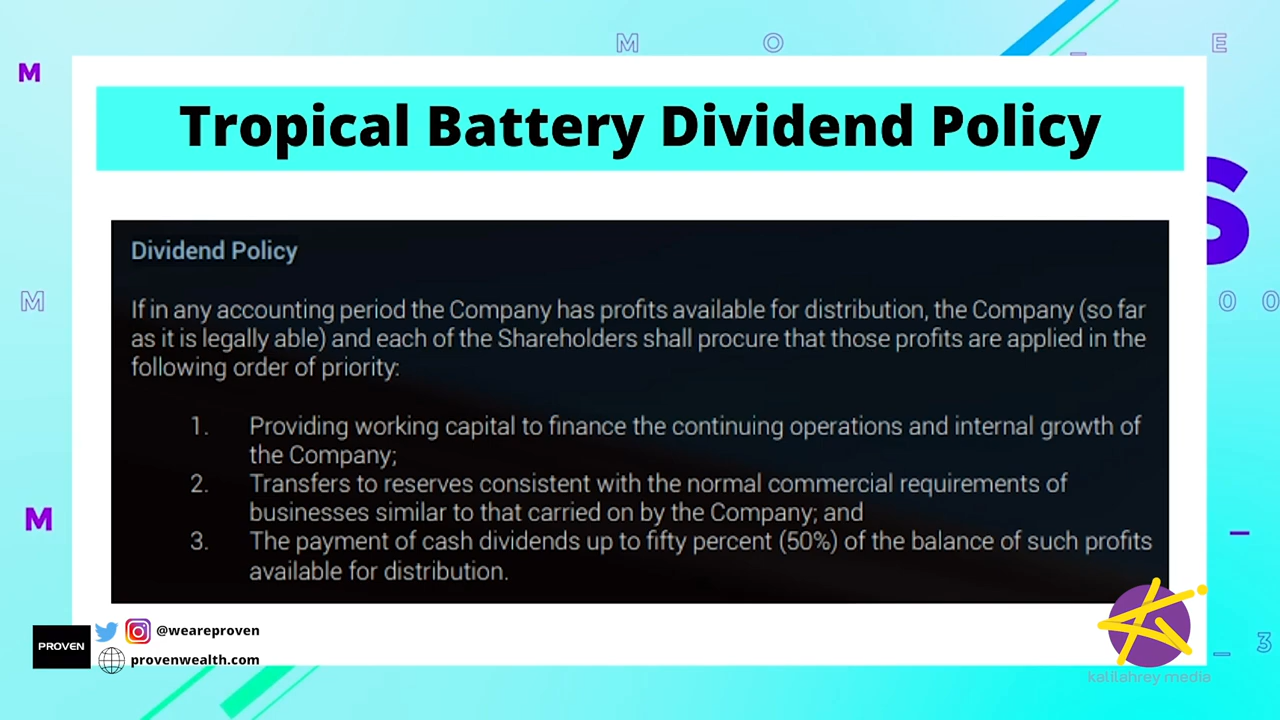 M O _ E
M
Tropical Battery Dividend Policy
S
Dividend Policy
If in any accounting period the Company has profits available for distribution, the Company (so far
as it is legally able) and each of the Shareholders shall procure that those profits are applied in the
following order of priority:
M
0 0
1. Providing working capital to finance the continuing operations and internal growth of
the Company;
2. Transfers to reserves consistent with the normal commercial requirements of
businesses similar to that carried on by the Company; and
3. The payment of cash dividends up to fifty percent (50%) of the balance of such profits
available for distribution.
M
_
PROVEN
@weareproven
provenwealth.com
_ 3
kalilahrey media